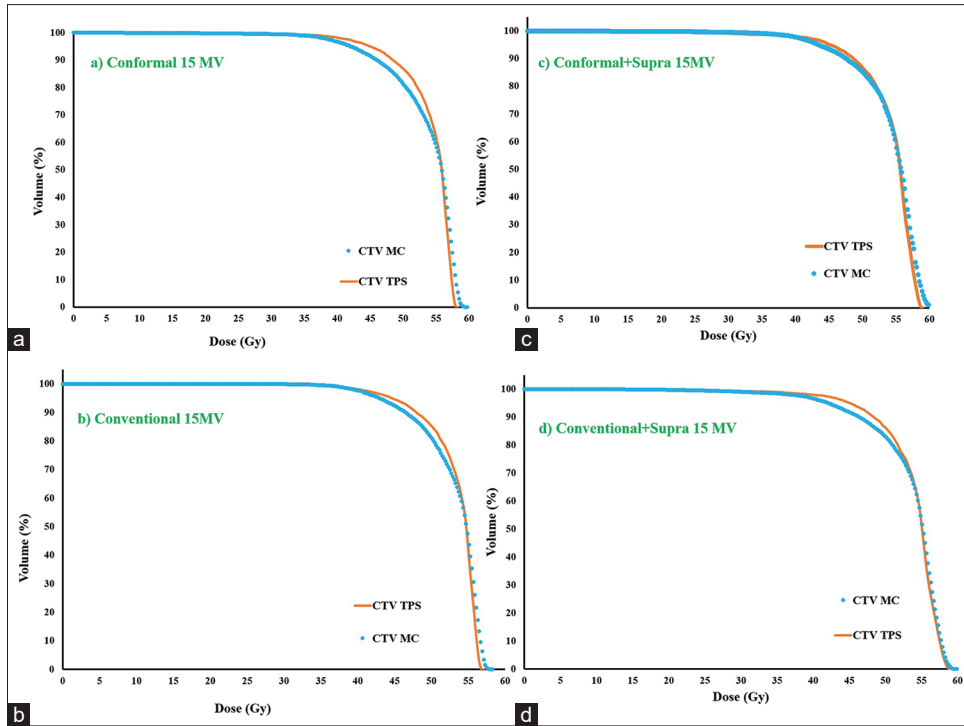 100
90
80
70
60
50
40
30
20
10
0
Volume (%)
a) Conformal 15 MV
CTV MC
CTV TPS
0 5 10 15 20 25 30 35 40 45 50 55 60
Dose (Gy)
a
100
90
80
70
60
50
40
30
20
10
0
Volume (%)
c) Conformal+Supra 15MV
CTV TPS
CTV MC
0 5 10 15 20 25 30 35 40 45 50 55 60
Dose (Gy)
c
100
90
80
70
60
50
40
30
20
10
0
Volume (%)
b) Conventional 15MV
CTV TPS
CTV MC
0 5 10 15 20 25 30 35 40 45 50 55 60
Dose (Gy)
b
100
90
80
70
60
50
40
30
20
10
0
Volume (%)
d) Conventional+Supra 15 MV
CTV MC
CTV TPS
0 5 10 15 20 25 30 35 40 45 50 55 60
Dose (Gy)
d